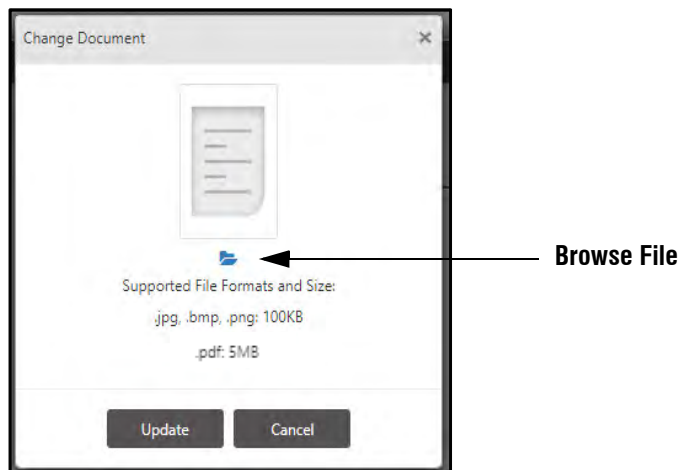 Change Document
Browse File
Supported File Formats and Size:
.jpg, .bmp, .png: 100KB
.pdf: 5MB
Update
Cancel